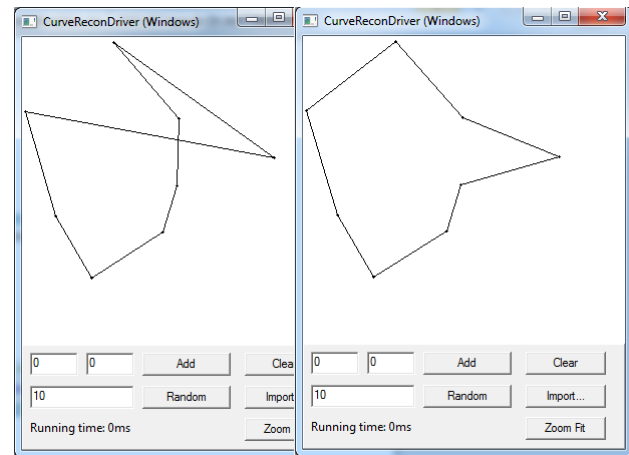 CurveReconDriver (Windows)
0 0 Add Clea
10 Random Import
Running time: 0ms Zoom
CurveReconDriver (Windows)
0 0 Add Clear
10 Random Import...
Running time: 0ms Zoom Fit